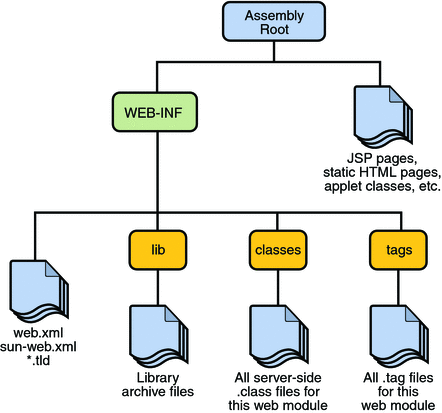 Assembly
Root
WEB-INF
JSP pages,
static HTML pages,
applet classes, etc.
lib
classes
tags
web.xml
sun-web.xml
*.tld
Library
archive files
All server-side
.class files for
this web module
All .tag files
for this
web module